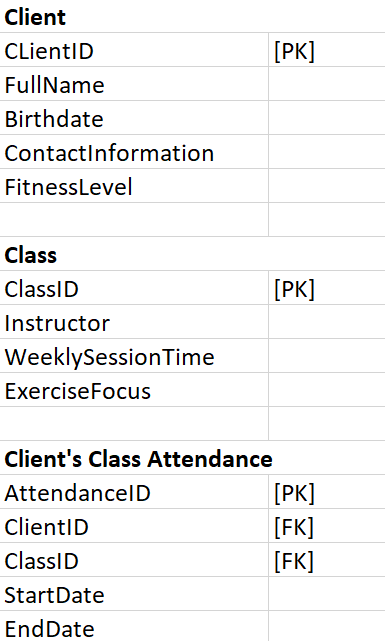 Client
CLientID [PK]
FullName
Birthdate
ContactInformation
FitnessLevel
Class
ClassID [PK]
Instructor
WeeklySessionTime
ExerciseFocus
Client's Class Attendance
AttendanceID [PK]
ClientID [FK]
ClassID [FK]
StartDate
EndDate